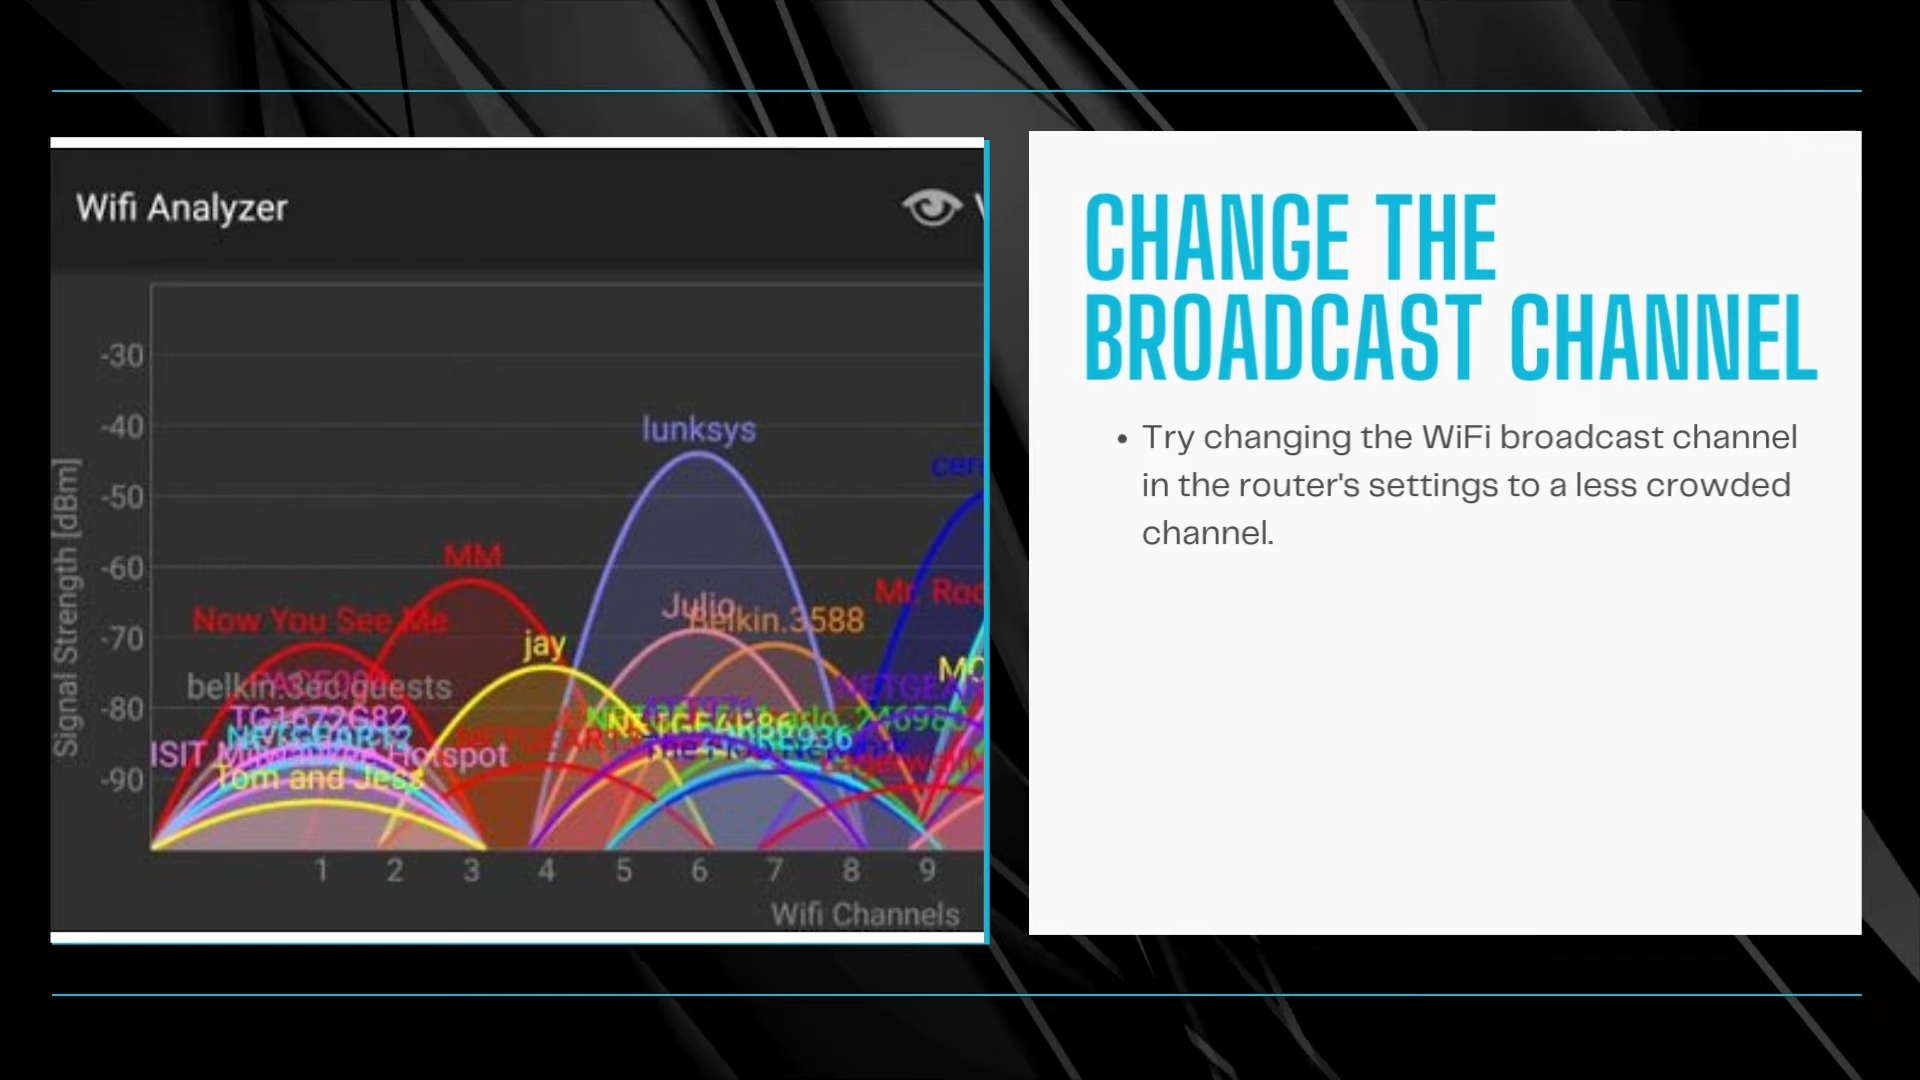 Wifi Analyzer
Signal Strength [dBm]
-30
-40
-50
-60
-70
-80
-90
lunksys
MM
Now You See Me
jay
Julio
Belkin.3588
belkin.3ec.guests
TG1672G82
NETGEAR12
Hotspot
Tom and Jess
NETGEAR86
1 2 3 4 5 6 7 8 9
Wifi Channels
CHANGE THE
BROADCAST CHANNEL
• Try changing the WiFi broadcast channel
in the router's settings to a less crowded
channel.